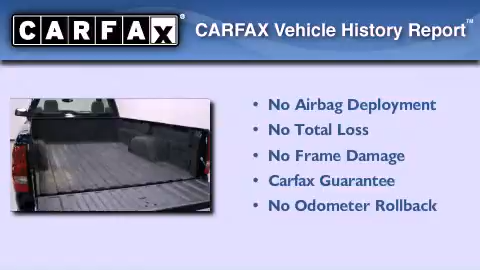 CARFAX
CARFAX Vehicle History Report™
• No Airbag Deployment
• No Total Loss
• No Frame Damage
• Carfax Guarantee
• No Odometer Rollback